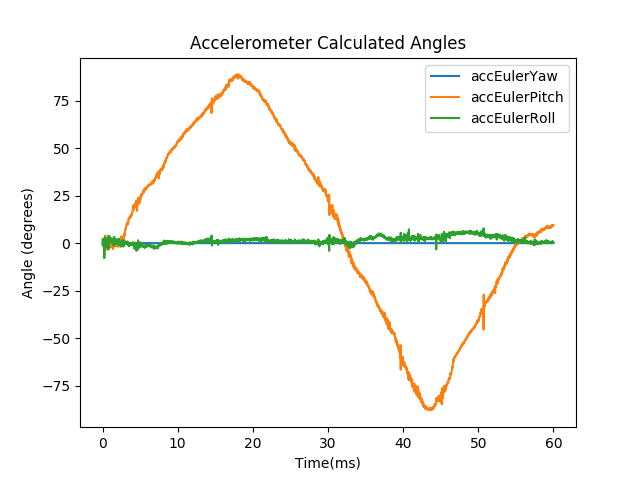 Accelerometer Calculated Angles
accEulerYaw
accEulerPitch
accEulerRoll
Angle (degrees)
75
50
25
0
−25
−50
−75
0 10 20 30 40 50 60
Time(ms)